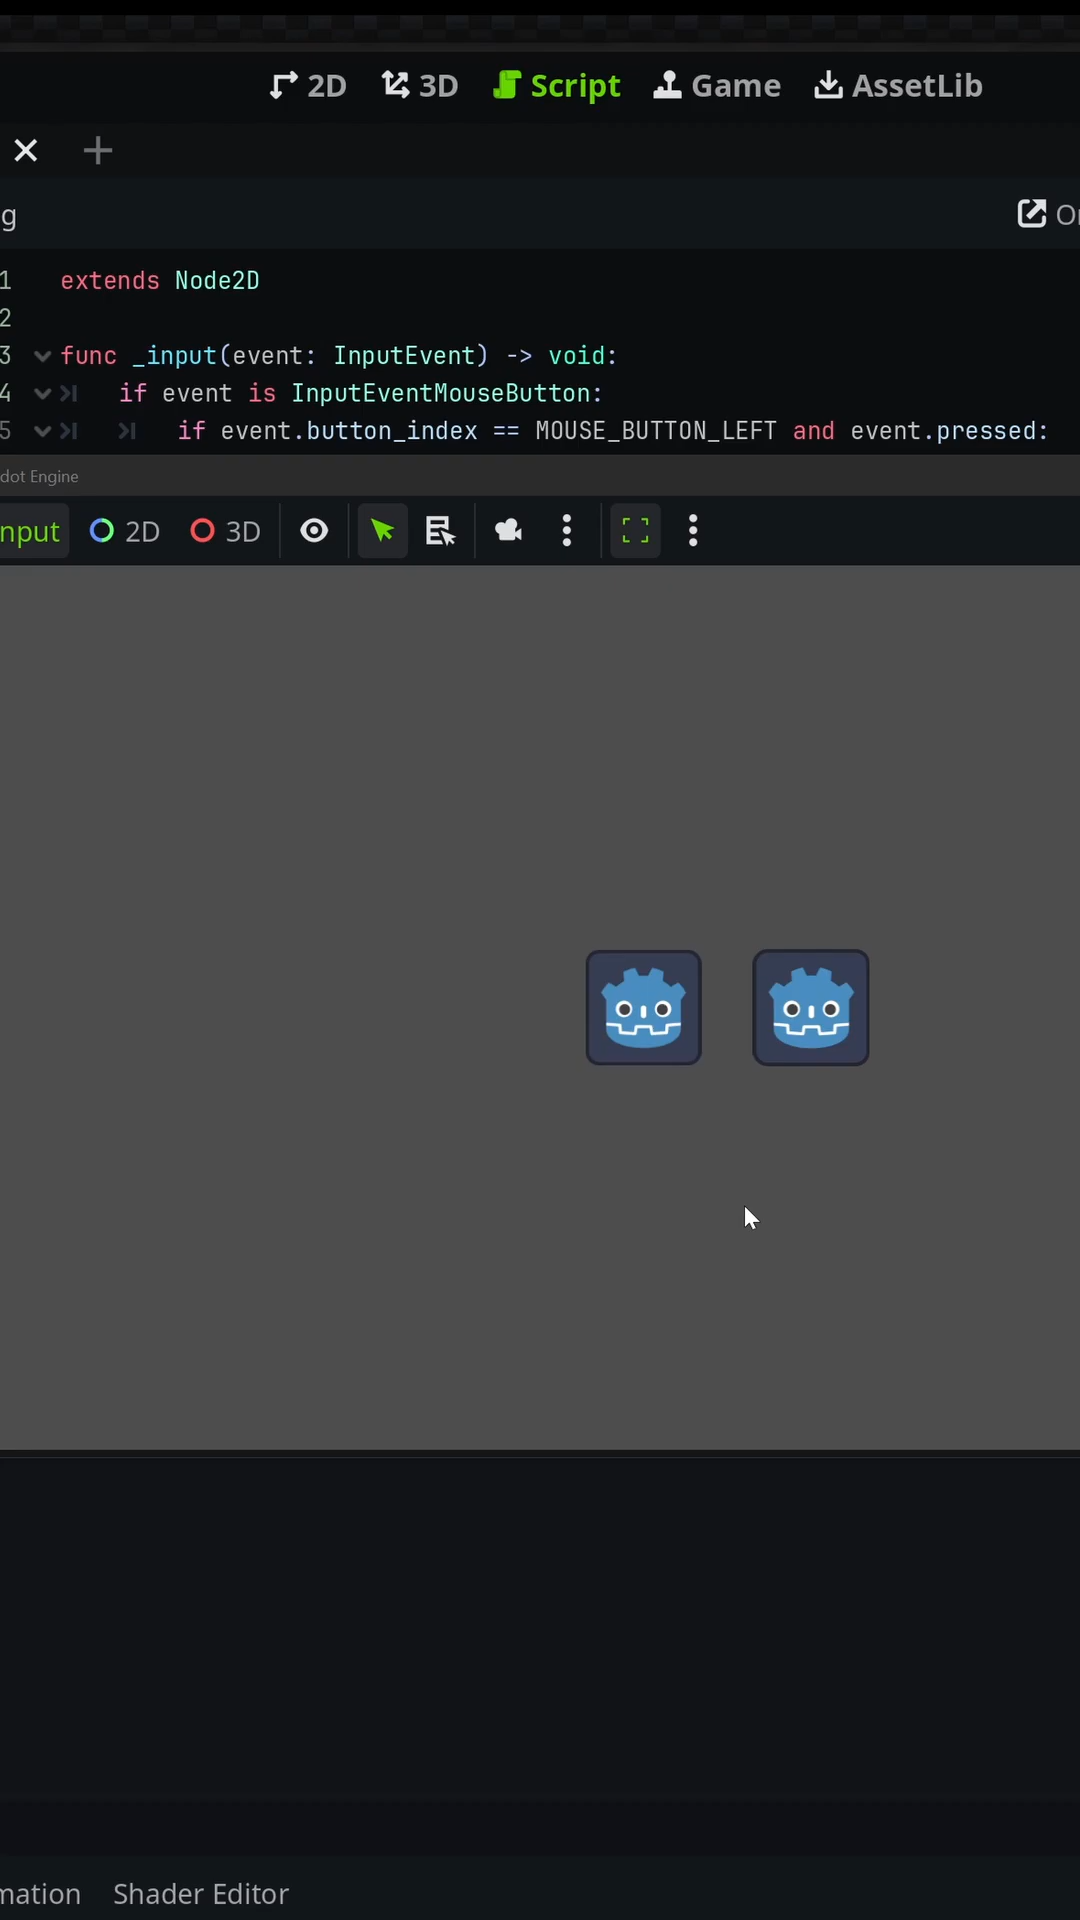 2D 3D Script Game AssetLib
g
1 extends Node2D
2
3 func _input(event: InputEvent) -> void:
4 if event is InputEventMouseButton:
5 if event.button_index == MOUSE_BUTTON_LEFT and event.pressed:
dot Engine
nput 2D 3D
mation Shader Editor